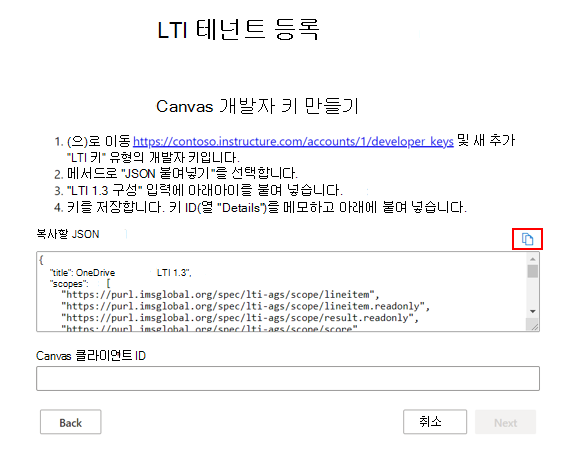 LTI 테넌트 등록
Canvas 개발자 키 만들기
1. (으)로 이동 https://contoso.instructure.com/accounts/1/developer_keys 및 새 추가
"LTI 키" 유형의 개발자 키입니다.
2. 메서드로 "JSON 붙여넣기"를 선택합니다.
3. "LTI 1.3 구성" 입력에 아래아이를 붙여 넣습니다.
4. 키를 저장합니다. 키 ID(열 "Details")를 메모하고 아래에 붙여 넣습니다.
복사할 JSON
{
"title": OneDrive LTI 1.3",
"scopes": [
"https://purl.imsglobal.org/spec/lti-ags/scope/lineitem",
"https://purl.imsglobal.org/spec/lti-ags/scope/lineitem.readonly",
"https://purl.imsglobal.org/spec/lti-ags/scope/result.readonly",
"https://purl.imsglobal.org/spec/lti-ags/scope/scope"
Canvas 클라이언트 ID
Back 취소 Next